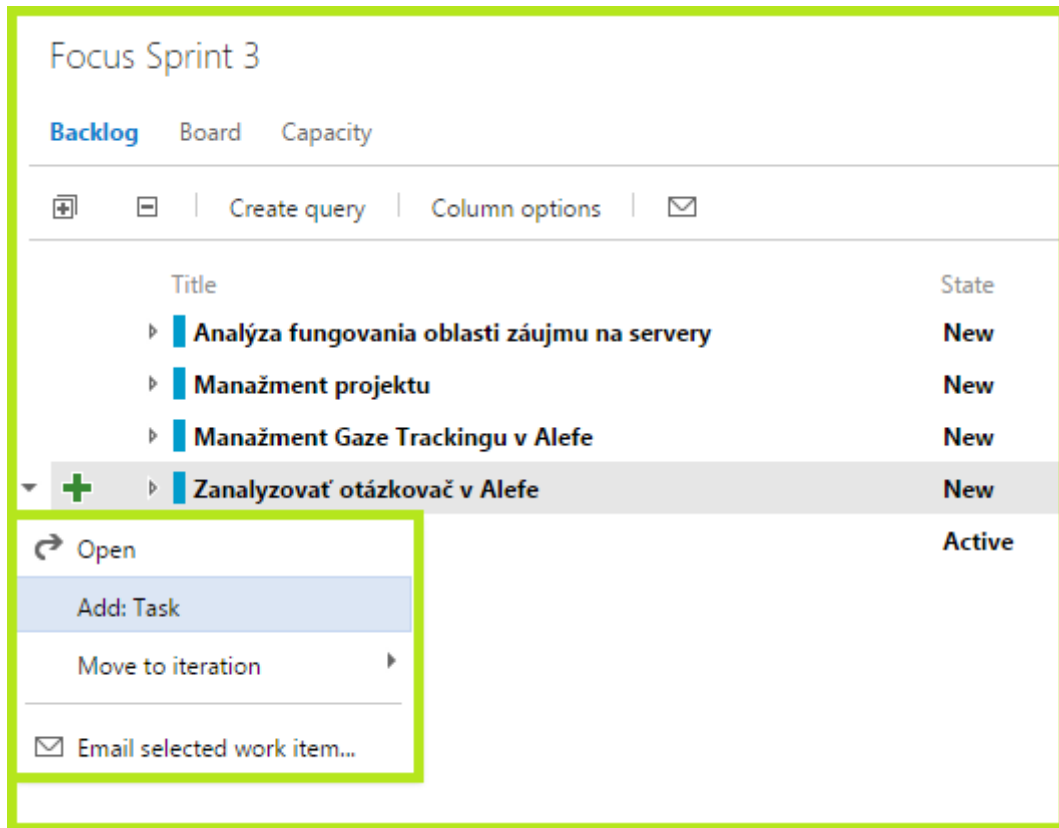 Focus Sprint 3
Backlog Board Capacity
Create query Column options
Title State
Analýza fungovania oblasti záujmu na servery New
Manažment projektu New
Manažment Gaze Trackingu v Alefe New
Zanalyzovať otázkovač v Alefe New
Open Active
Add: Task
Move to iteration
Email selected work item...